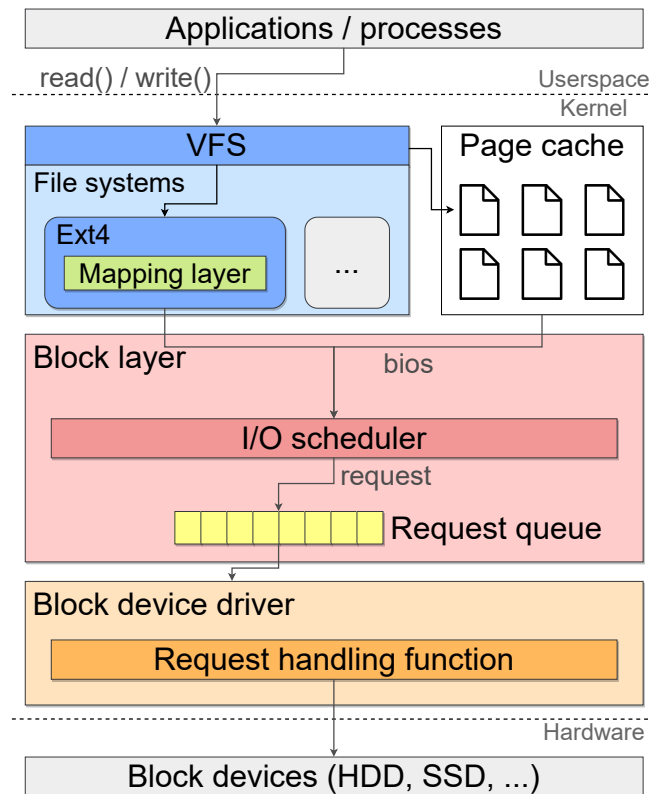 Applications / processes
read() / write()
Userspace
Kernel
VFS
Page cache
File systems
Ext4
Mapping layer
...
Block layer
bios
I/O scheduler
request
Request queue
Block device driver
Request handling function
Hardware
Block devices (HDD, SSD, ...)